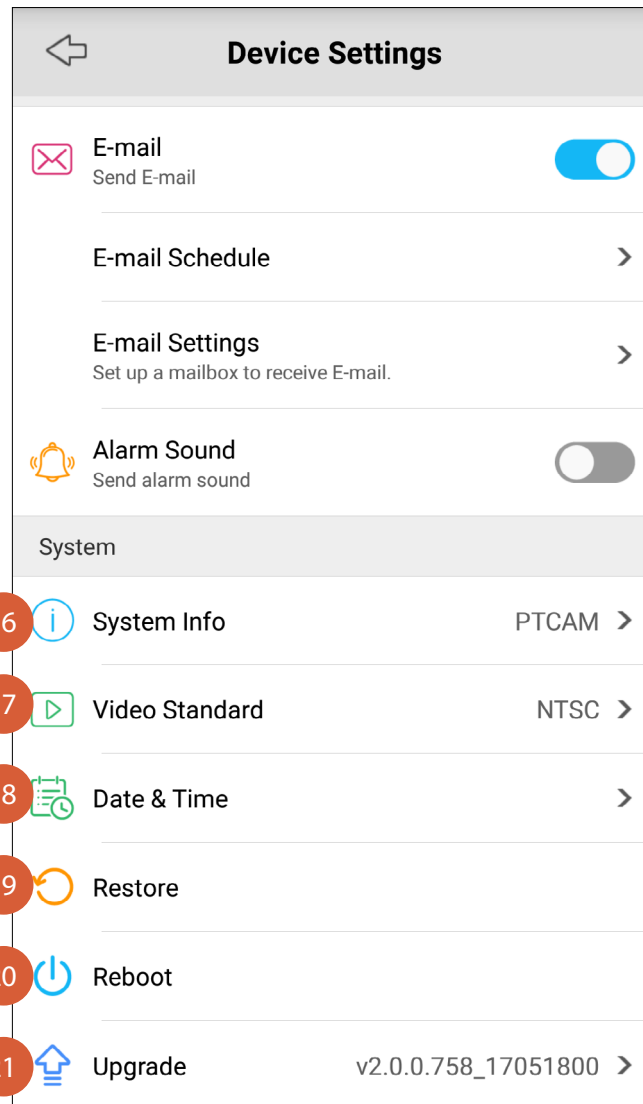 Device Settings
E-mail
Send E-mail
E-mail Schedule
E-mail Settings
Set up a mailbox to receive E-mail.
Alarm Sound
Send alarm sound
System
6 System Info PTCAM
7 Video Standard NTSC
8 Date & Time
9 Restore
0 Reboot
1 Upgrade v2.0.0.758_17051800